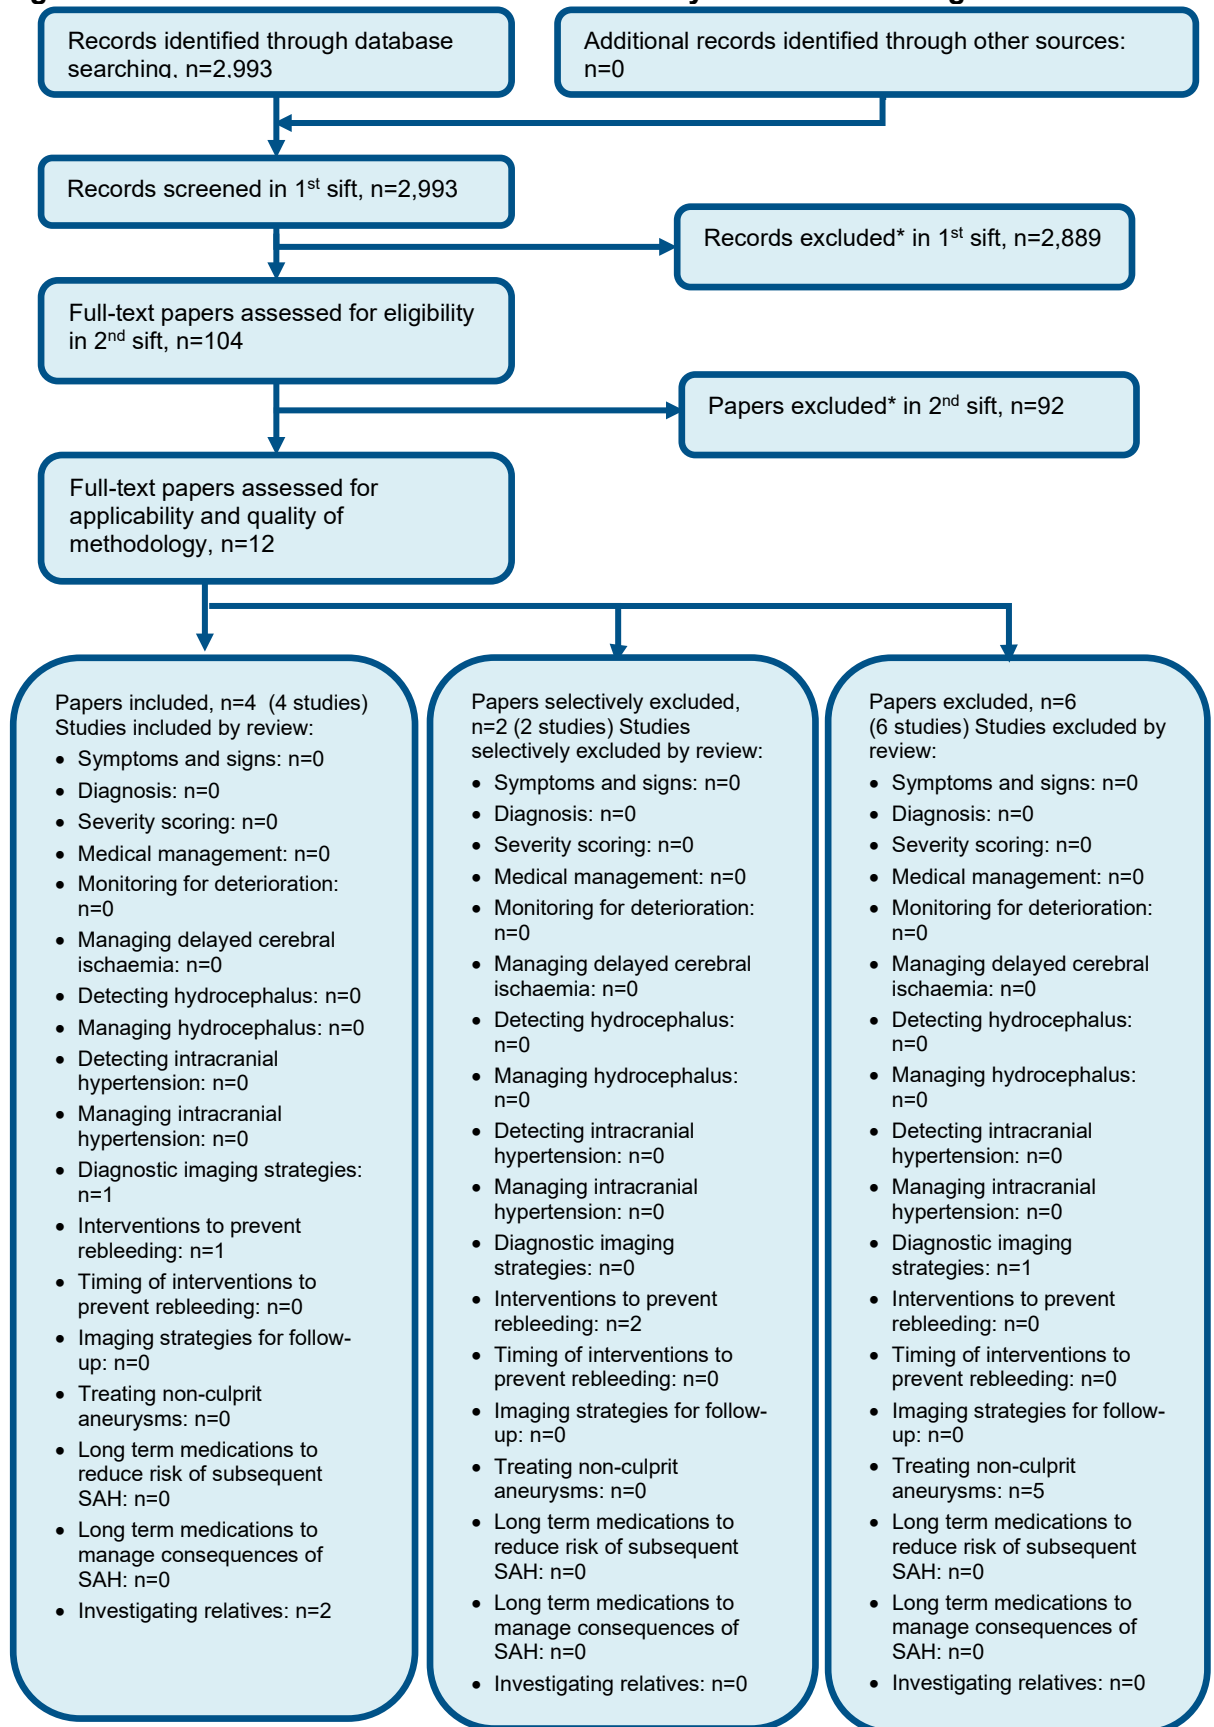 Records identified through database
searching, n=2,993
Additional records identified through other sources:
n=0
Records screened in 1st sift, n=2,993
Records excluded* in 1st sift, n=2,889
Full-text papers assessed for eligibility
in 2nd sift, n=104
Papers excluded* in 2nd sift, n=92
Full-text papers assessed for
applicability and quality of
methodology, n=12
Papers included, n=4 (4 studies)
Studies included by review:
• Symptoms and signs: n=0
• Diagnosis: n=0
• Severity scoring: n=0
• Medical management: n=0
• Monitoring for deterioration:
n=0
• Managing delayed cerebral
ischaemia: n=0
• Detecting hydrocephalus: n=0
• Managing hydrocephalus: n=0
• Detecting intracranial
hypertension: n=0
• Managing intracranial
hypertension: n=0
• Diagnostic imaging strategies:
n=1
• Interventions to prevent
rebleeding: n=1
• Timing of interventions to
prevent rebleeding: n=0
• Imaging strategies for follow-
up: n=0
• Treating non-culprit
aneurysms: n=0
• Long term medications to
reduce risk of subsequent
SAH: n=0
• Long term medications to
manage consequences of
SAH: n=0
• Investigating relatives: n=2
Papers selectively excluded,
n=2 (2 studies) Studies
selectively excluded by review:
• Symptoms and signs: n=0
• Diagnosis: n=0
• Severity scoring: n=0
• Medical management: n=0
• Monitoring for deterioration:
n=0
• Managing delayed cerebral
ischaemia: n=0
• Detecting hydrocephalus:
n=0
• Managing hydrocephalus:
n=0
• Detecting intracranial
hypertension: n=0
• Managing intracranial
hypertension: n=0
• Diagnostic imaging
strategies: n=0
• Interventions to prevent
rebleeding: n=2
• Timing of interventions to
prevent rebleeding: n=0
• Imaging strategies for follow-
up: n=0
• Treating non-culprit
aneurysms: n=0
• Long term medications to
reduce risk of subsequent
SAH: n=0
• Long term medications to
manage consequences of
SAH: n=0
• Investigating relatives: n=0
Papers excluded, n=6
(6 studies) Studies excluded by
review:
• Symptoms and signs: n=0
• Diagnosis: n=0
• Severity scoring: n=0
• Medical management: n=0
• Monitoring for deterioration:
n=0
• Managing delayed cerebral
ischaemia: n=0
• Detecting hydrocephalus:
n=0
• Managing hydrocephalus:
n=0
• Detecting intracranial
hypertension: n=0
• Managing intracranial
hypertension: n=0
• Diagnostic imaging
strategies: n=1
• Interventions to prevent
rebleeding: n=0
• Timing of interventions to
prevent rebleeding: n=0
• Imaging strategies for follow-
up: n=0
• Treating non-culprit
aneurysms: n=5
• Long term medications to
reduce risk of subsequent
SAH: n=0
• Long term medications to
manage consequences of
SAH: n=0
• Investigating relatives: n=0